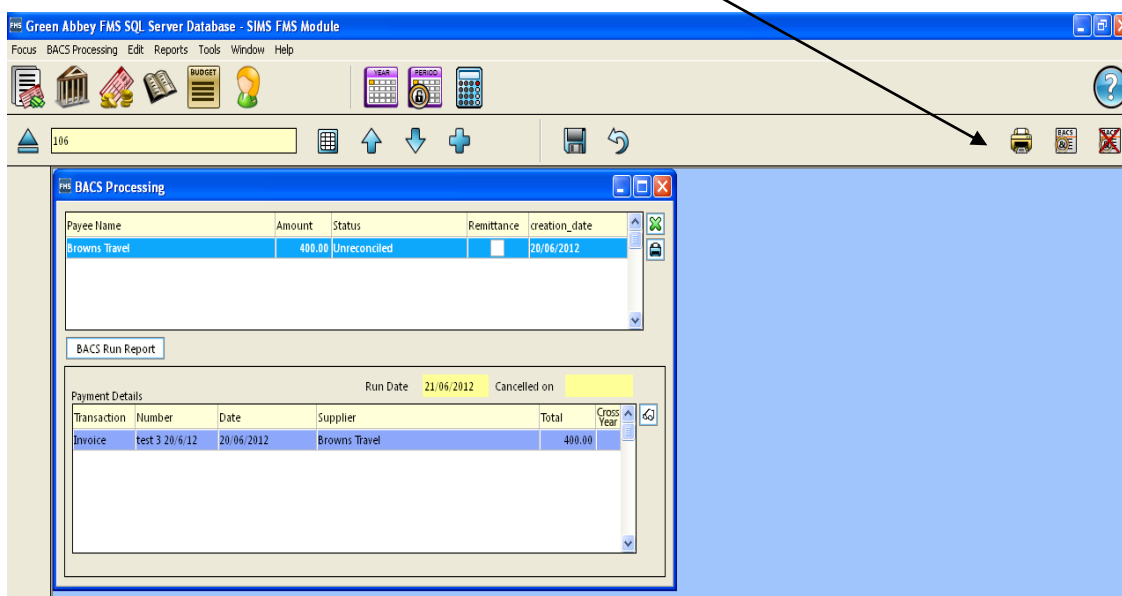 FMS Green Abbey FMS SQL Server Database - SIMS FMS Module
Focus BACS Processing Edit Reports Tools Window Help
BUDGET YEAR PERIOD
106
BACS
FMS BACS Processing
Payee Name Amount Status Remittance creation_date
Browns Travel 400.00 Unreconciled 20/06/2012
BACS Run Report
Run Date 21/06/2012 Cancelled on
Payment Details
Transaction Number Date Supplier Total Cross Year
Invoice test 3 20/6/12 20/06/2012 Browns Travel 400.00